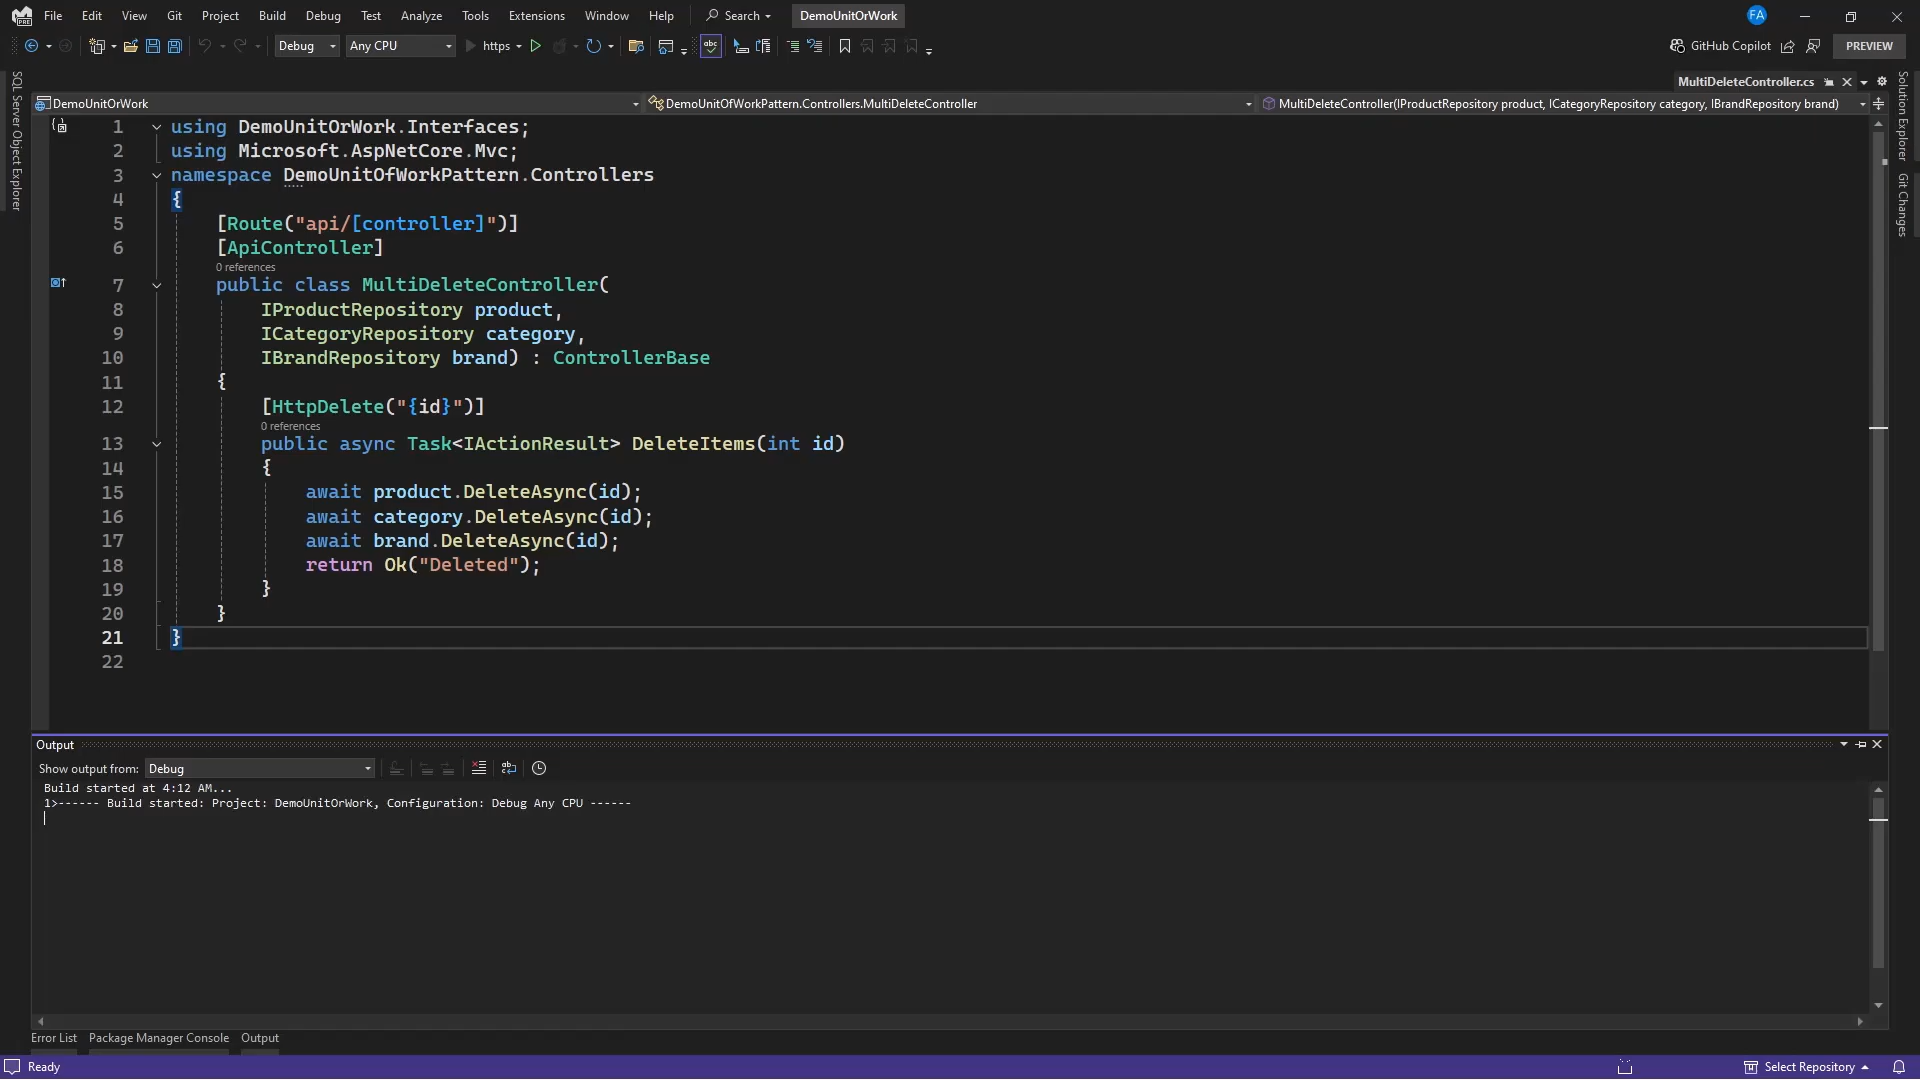 File Edit View Git Project Build Debug Test Analyze Tools Extensions Window Help Search DemoUnitOrWork FA
Debug Any CPU https GitHub Copilot PREVIEW
SQL Server Object Explorer
Solution Explorer
Git Changes
MultiDeleteController.cs
DemoUnitOrWork DemoUnitOfWorkPattern.Controllers.MultiDeleteController MultiDeleteController(IProductRepository product, ICategoryRepository category, IBrandRepository brand)
1 using DemoUnitOrWork.Interfaces;
2 using Microsoft.AspNetCore.Mvc;
3 namespace DemoUnitOfWorkPattern.Controllers
4 {
5 [Route("api/[controller]")]
6 [ApiController]
0 references
7 public class MultiDeleteController(
8 IProductRepository product,
9 ICategoryRepository category,
10 IBrandRepository brand) : ControllerBase
11 {
12 [HttpDelete("{id}")]
0 references
13 public async Task<IActionResult> DeleteItems(int id)
14 {
15 await product.DeleteAsync(id);
16 await category.DeleteAsync(id);
17 await brand.DeleteAsync(id);
18 return Ok("Deleted");
19 }
20 }
21 }
22
Output
Show output from: Debug
Build started at 4:12 AM...
1>------ Build started: Project: DemoUnitOrWork, Configuration: Debug Any CPU ------
Error List Package Manager Console Output
Ready Select Repository